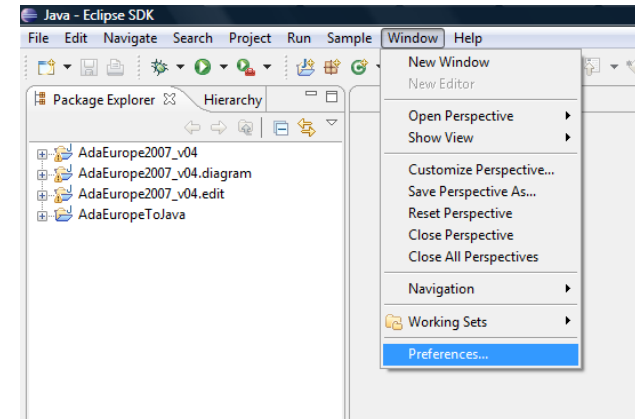 Java - Eclipse SDK
File Edit Navigate Search Project Run Sample Window Help
Package Explorer Hierarchy
AdaEurope2007_v04
AdaEurope2007_v04.diagram
AdaEurope2007_v04.edit
AdaEuropeToJava
New Window
New Editor
Open Perspective
Show View
Customize Perspective...
Save Perspective As...
Reset Perspective
Close Perspective
Close All Perspectives
Navigation
Working Sets
Preferences...